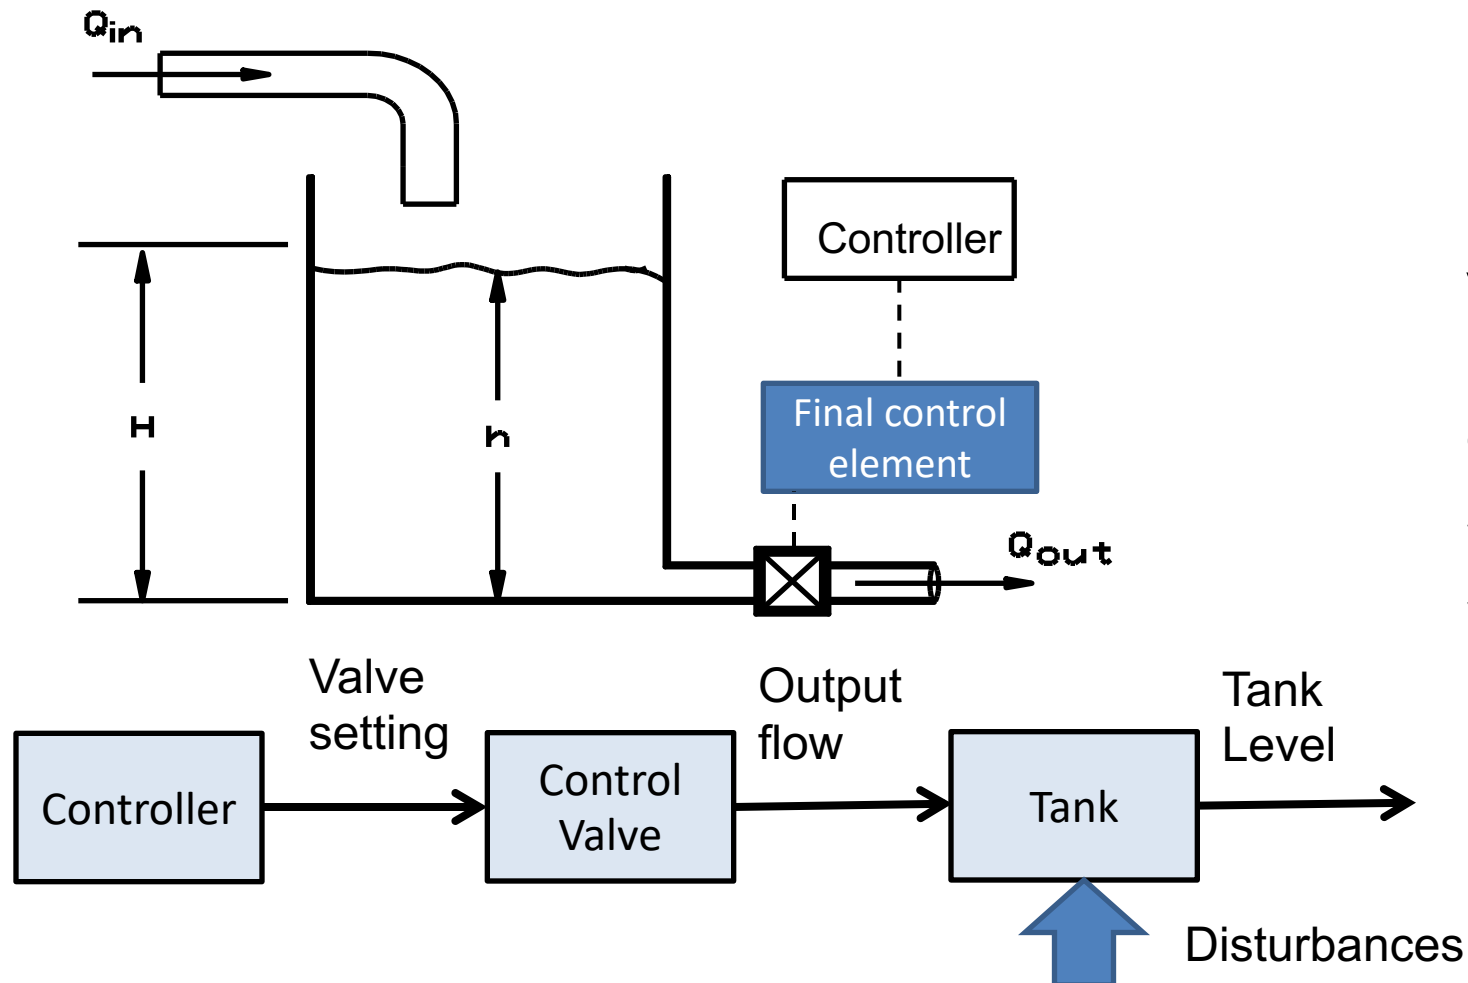 Qin
Controller
Final control
element
H
h
Qout
Valve
setting
Output
flow
Tank
Level
Controller
Control
Valve
Tank
Disturbances